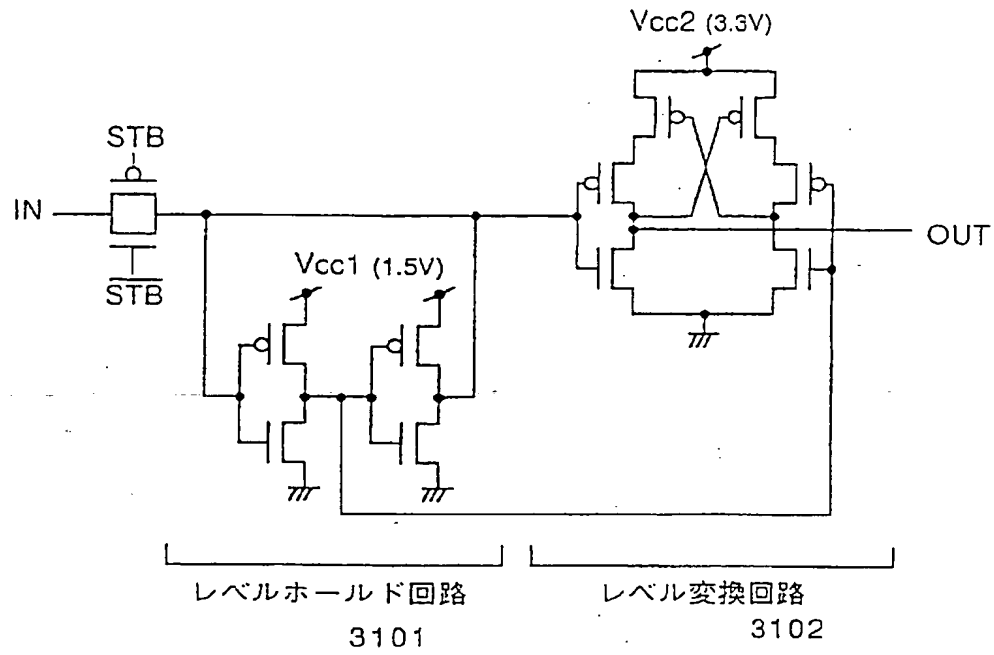 Vcc2 (3.3V)
STB
IN
OUT
Vcc1 (1.5V)
S̅T̅B̅
レベルホールド回路
3101
レベル変換回路
3102